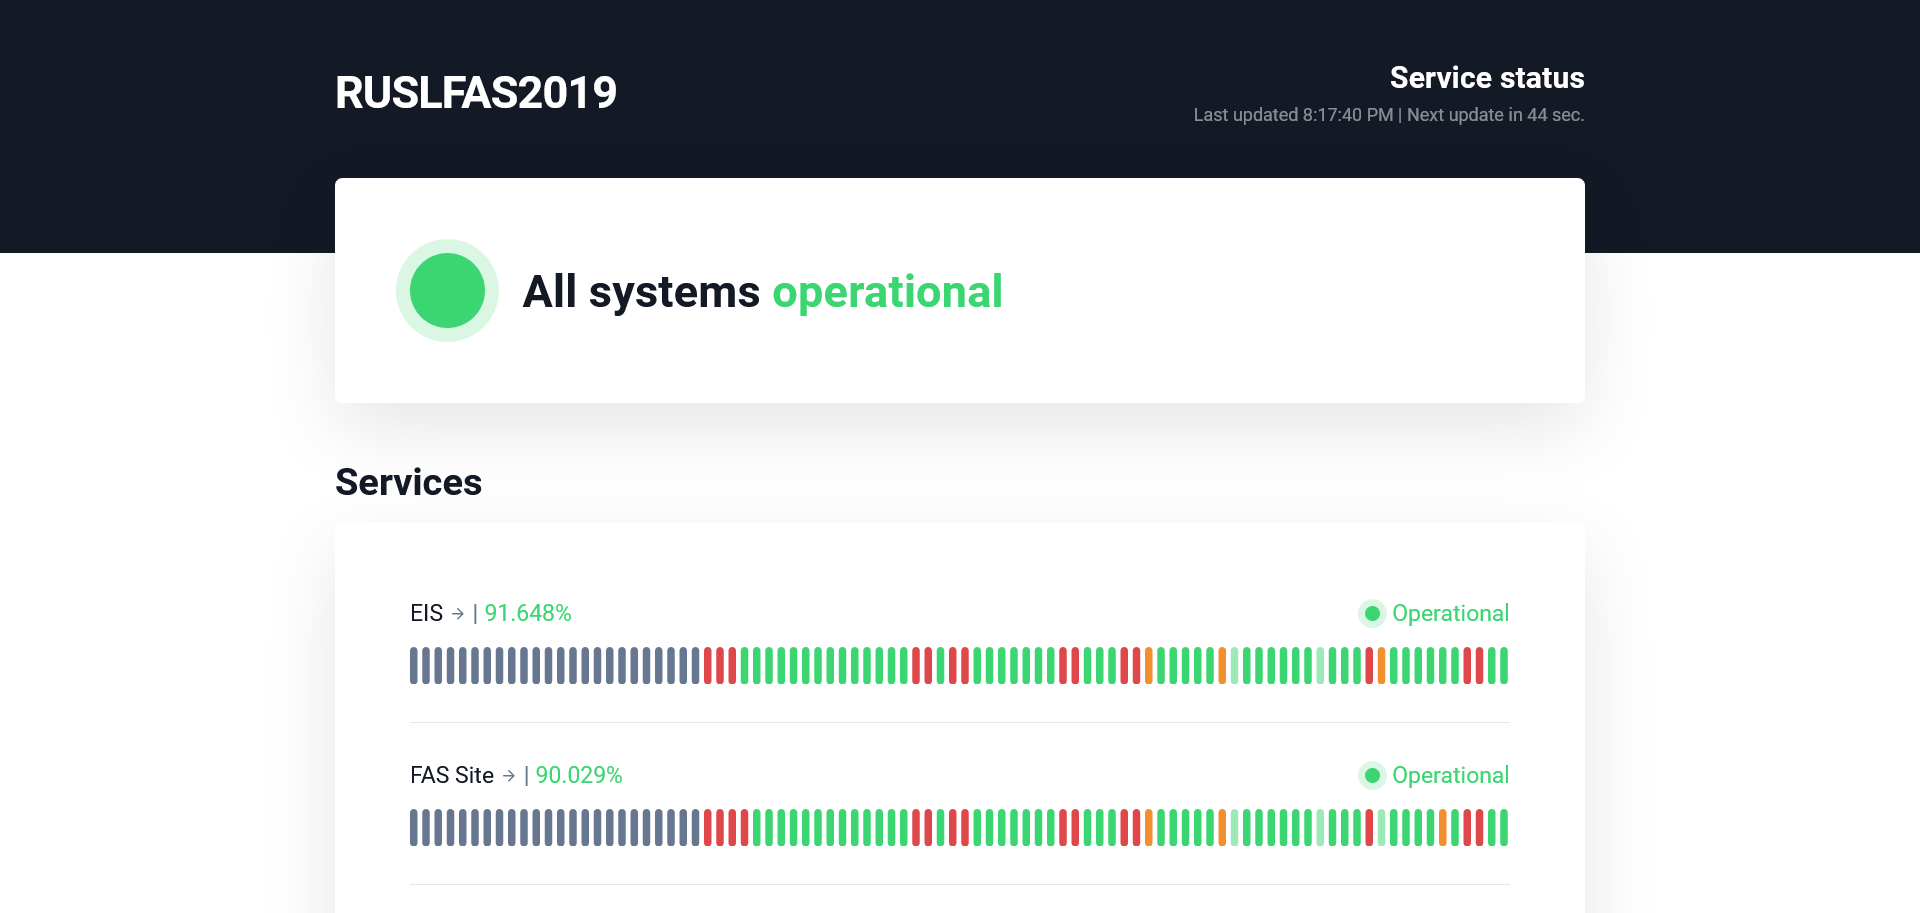 RUSLFAS2019
Service status
Last updated 8:17:40 PM | Next update in 44 sec.
All systems operational
Services
EIS → | 91.648%
Operational
FAS Site → | 90.029%
Operational